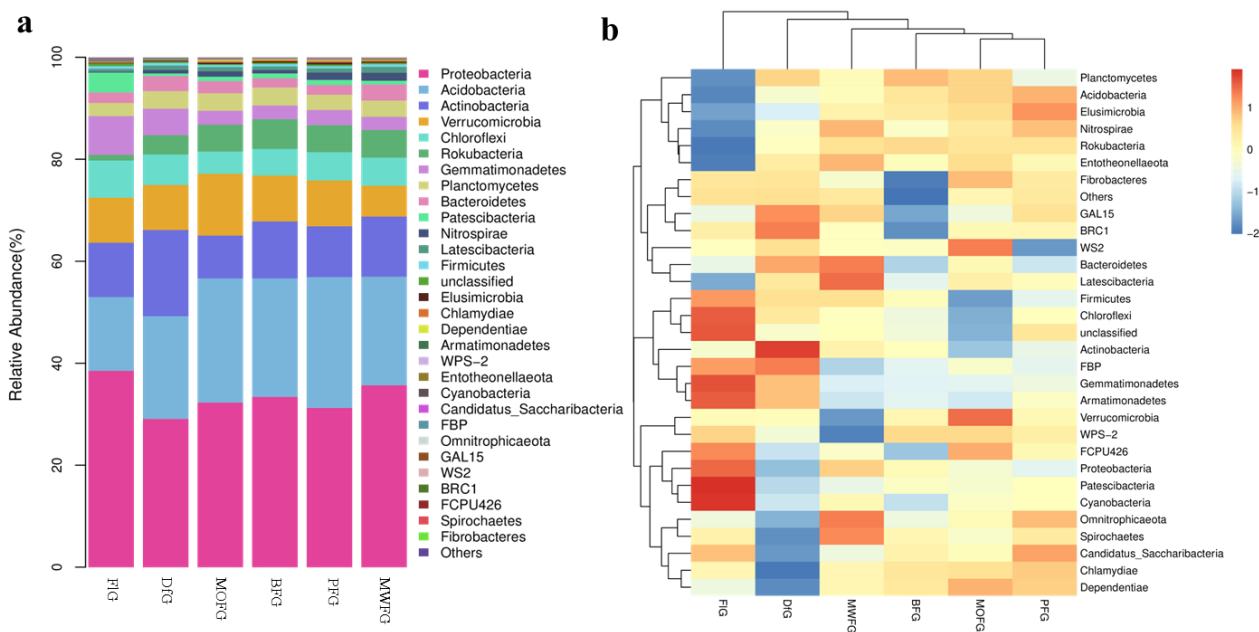 a
Relative Abundance(%)
100
80
60
40
20
0
FlG
DfG
MOFG
BFG
PFG
MWFG
Proteobacteria
Acidobacteria
Actinobacteria
Verrucomicrobia
Chloroflexi
Rokubacteria
Gemmatimonadetes
Planctomycetes
Bacteroidetes
Patescibacteria
Nitrospirae
Latescibacteria
Firmicutes
unclassified
Elusimicrobia
Chlamydiae
Dependentiae
Armatimonadetes
WPS-2
Entotheonellaeota
Cyanobacteria
Candidatus_Saccharibacteria
FBP
Omnitrophicaeota
GAL15
WS2
BRC1
FCPU426
Spirochaetes
Fibrobacteres
Others
b
Planctomycetes
Acidobacteria
Elusimicrobia
Nitrospirae
Rokubacteria
Entotheonellaeota
Fibrobacteres
Others
GAL15
BRC1
WS2
Bacteroidetes
Latescibacteria
Firmicutes
Chloroflexi
unclassified
Actinobacteria
FBP
Gemmatimonadetes
Armatimonadetes
Verrucomicrobia
WPS-2
FCPU426
Proteobacteria
Patescibacteria
Cyanobacteria
Omnitrophicaeota
Spirochaetes
Candidatus_Saccharibacteria
Chlamydiae
Dependentiae
FlG
DfG
MWFG
BFG
MOFG
PFG
1
0
-1
-2